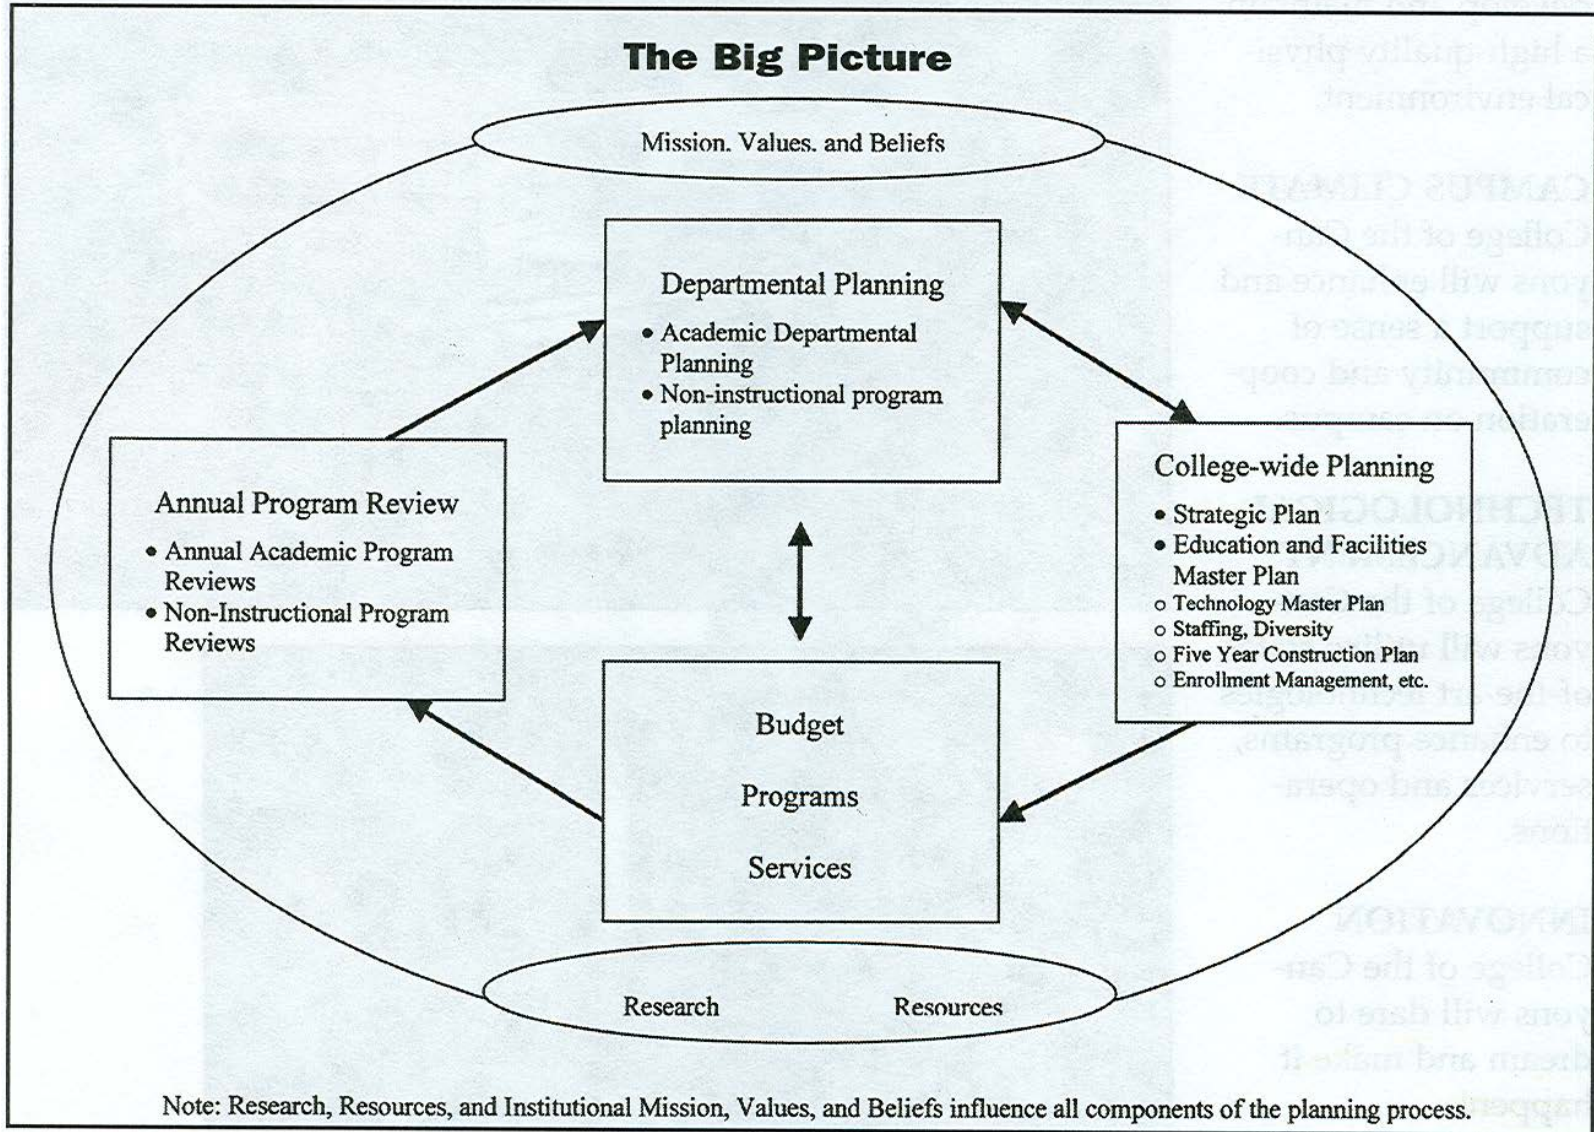 The Big Picture
Mission. Values. and Beliefs
Departmental Planning
• Academic Departmental
Planning
• Non-instructional program
planning
Annual Program Review
• Annual Academic Program
Reviews
• Non-Instructional Program
Reviews
College-wide Planning
• Strategic Plan
• Education and Facilities
Master Plan
o Technology Master Plan
o Staffing, Diversity
o Five Year Construction Plan
o Enrollment Management, etc.
Budget
Programs
Services
Research Resources
Note: Research, Resources, and Institutional Mission, Values, and Beliefs influence all components of the planning process.